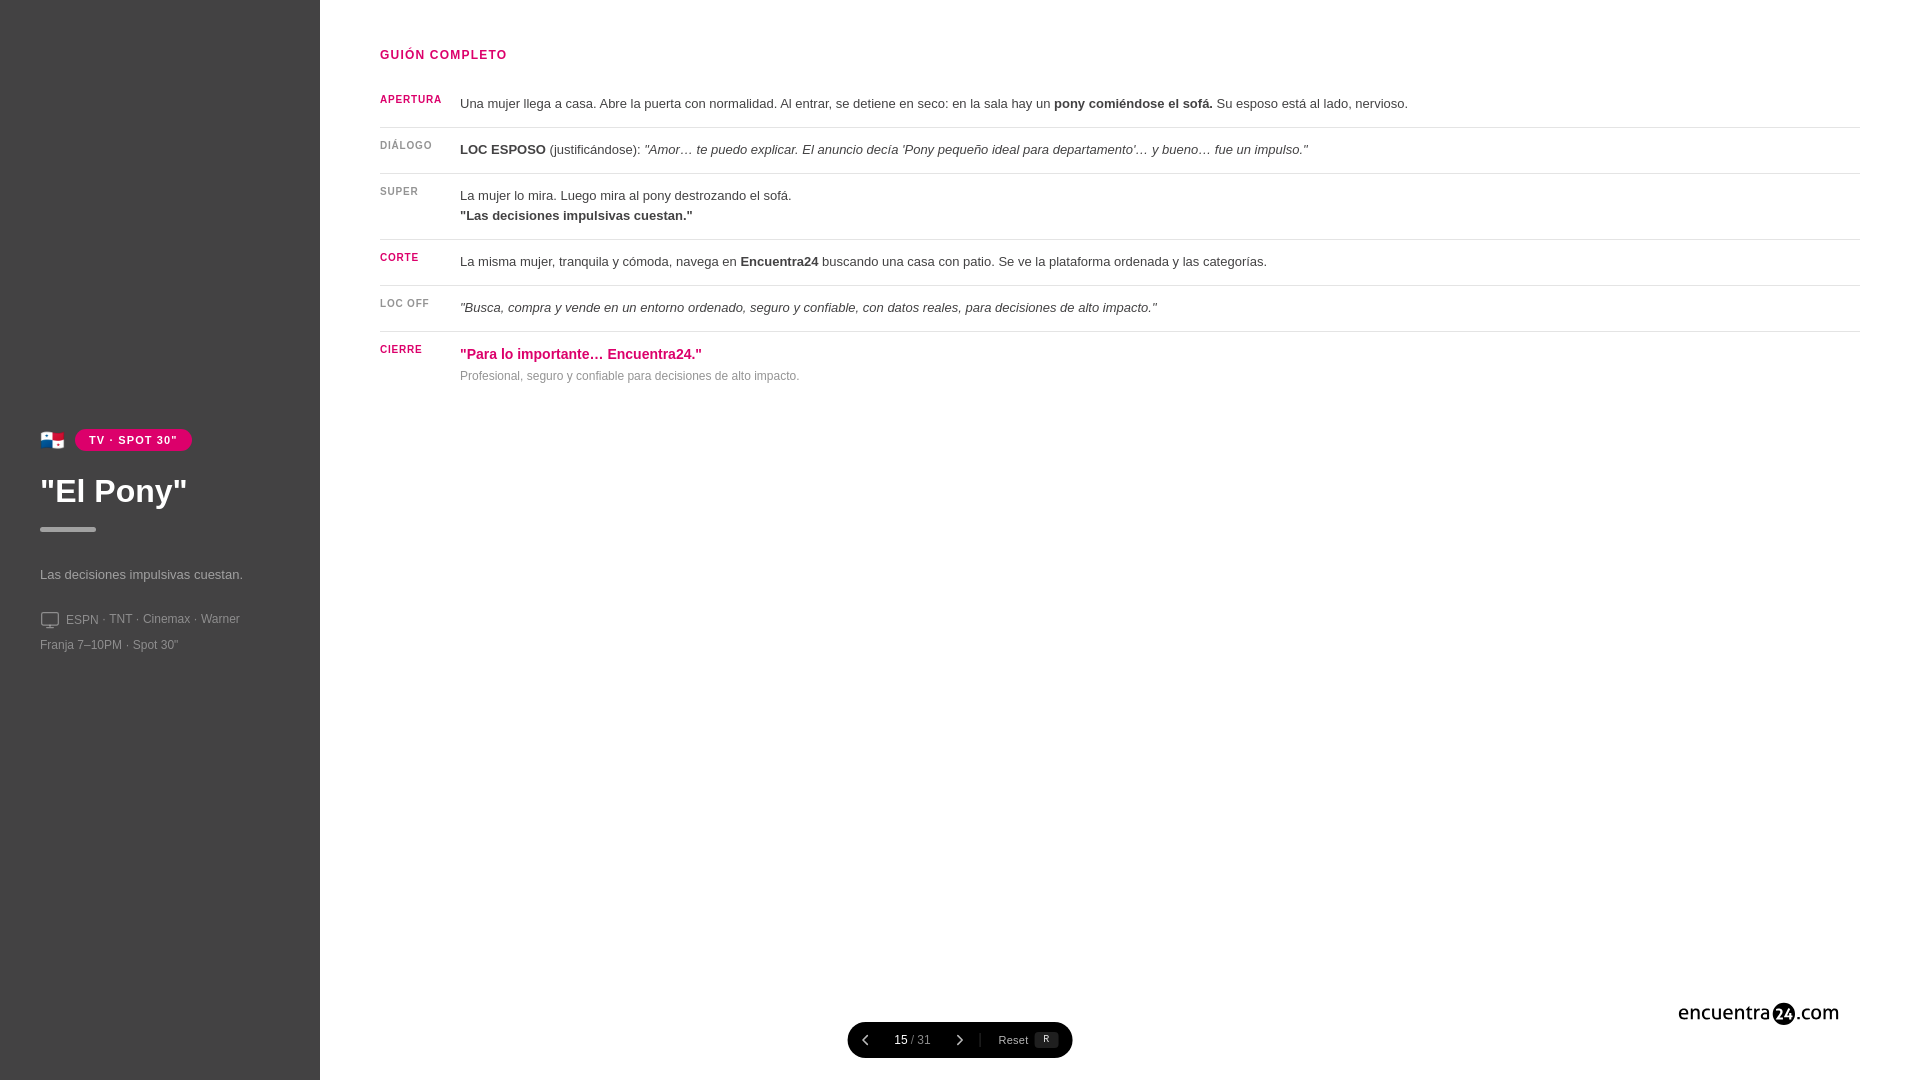 TV · SPOT 30"
"El Pony"
Las decisiones impulsivas cuestan.
ESPN · TNT · Cinemax · Warner
Franja 7–10PM · Spot 30"
GUIÓN COMPLETO
APERTURA Una mujer llega a casa. Abre la puerta con normalidad. Al entrar, se detiene en seco: en la sala hay un pony comiéndose el sofá. Su esposo está al lado, nervioso.
DIÁLOGO LOC ESPOSO (justificándose): "Amor… te puedo explicar. El anuncio decía 'Pony pequeño ideal para departamento'… y bueno… fue un impulso."
SUPER La mujer lo mira. Luego mira al pony destrozando el sofá.
"Las decisiones impulsivas cuestan."
CORTE La misma mujer, tranquila y cómoda, navega en Encuentra24 buscando una casa con patio. Se ve la plataforma ordenada y las categorías.
LOC OFF "Busca, compra y vende en un entorno ordenado, seguro y confiable, con datos reales, para decisiones de alto impacto."
CIERRE "Para lo importante… Encuentra24."
Profesional, seguro y confiable para decisiones de alto impacto.
encuentra24.com
15 / 31 Reset R